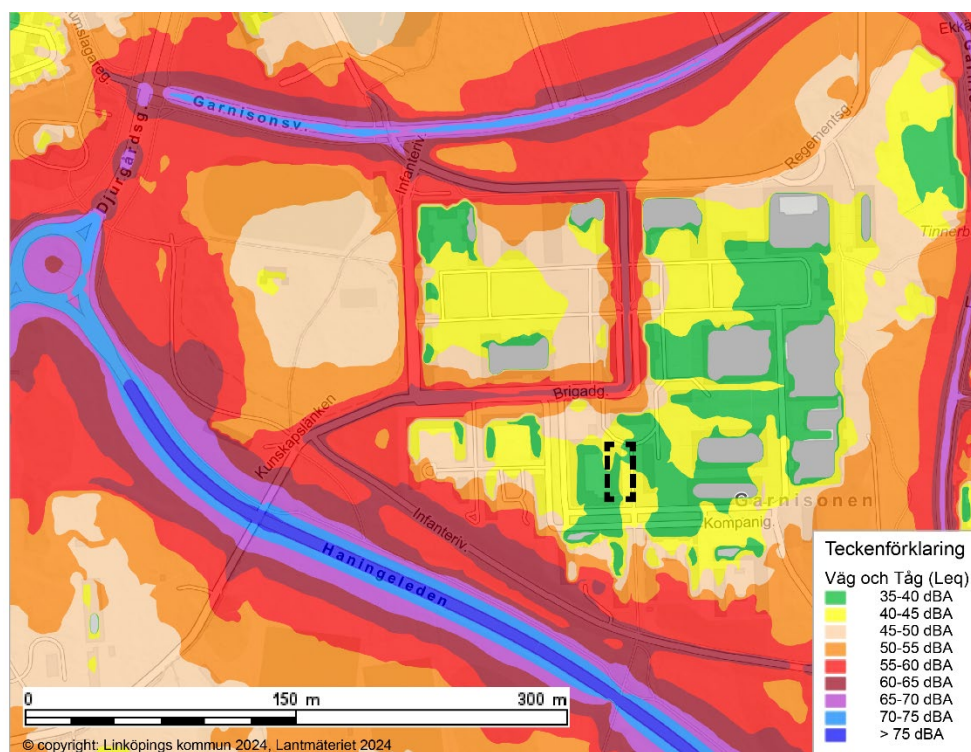 Garnisonsv.
Djurgårdsg.
Infanteriv.
Regementsg.
Brigadg.
Kunskapslänken
Infanteriv.
Garnisonen
Kompanig.
Haningeleden
Teckenförklaring
Väg och Tåg (Leq)
35-40 dBA
40-45 dBA
45-50 dBA
50-55 dBA
55-60 dBA
60-65 dBA
65-70 dBA
70-75 dBA
> 75 dBA
0 150 m 300 m
© copyright: Linköpings kommun 2024, Lantmäteriet 2024